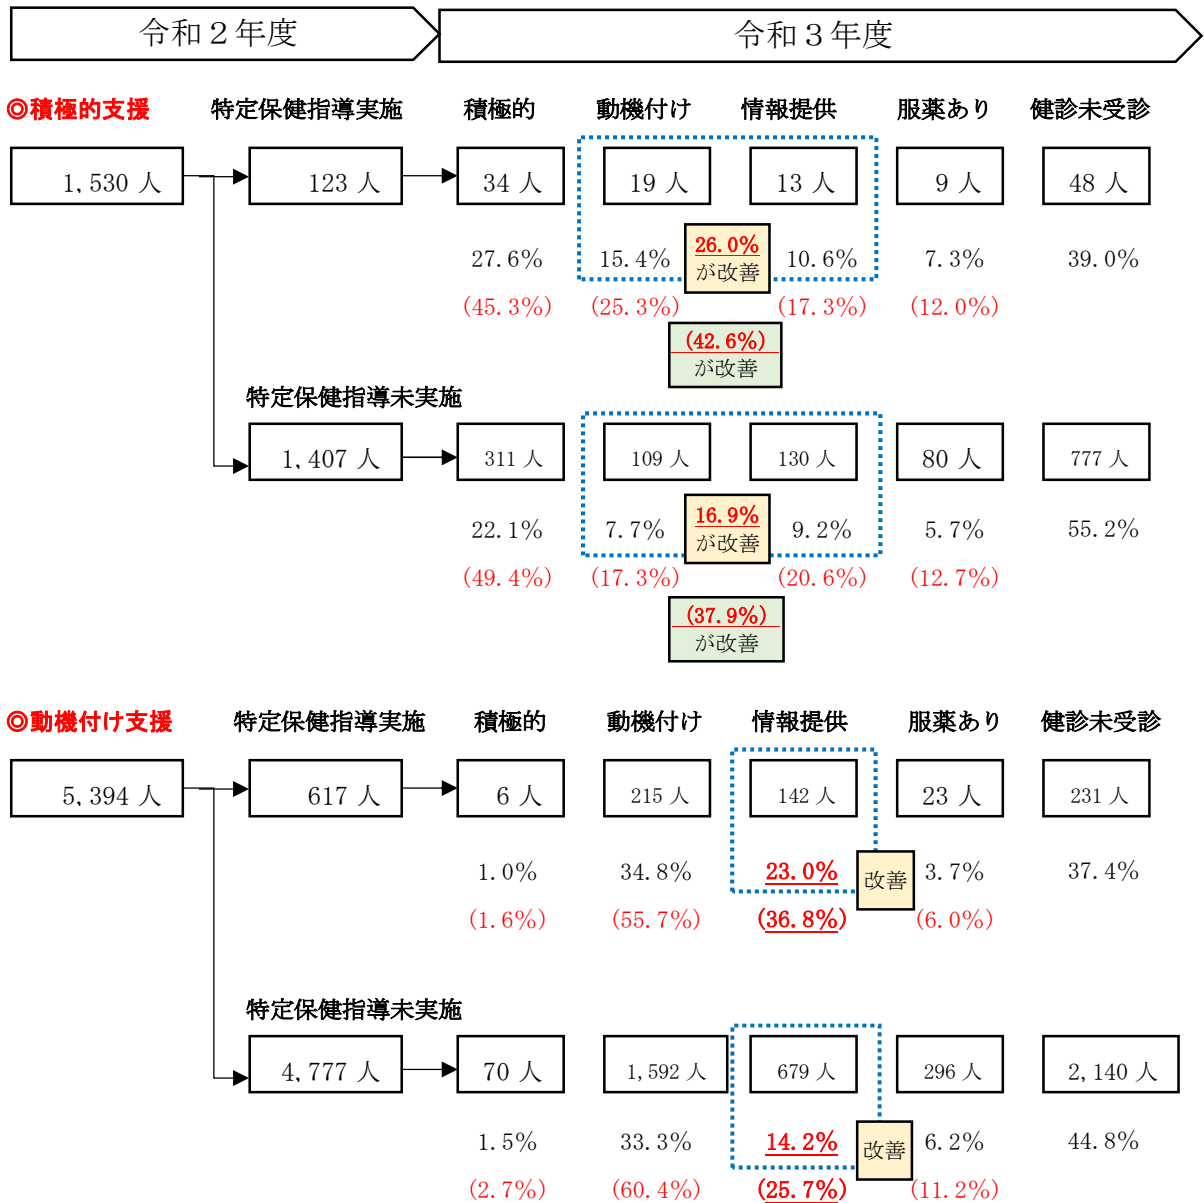 令和２年度
令和３年度
◎積極的支援 特定保健指導実施 積極的 動機付け 情報提供 服薬あり 健診未受診
1,530 人 123 人 34 人 19 人 13 人 9 人 48 人
27.6% 15.4% 26.0% 10.6% 7.3% 39.0%
が改善
(45.3%) (25.3%) (17.3%) (12.0%)
(42.6%)
が改善
特定保健指導未実施
1,407 人 311 人 109 人 130 人 80 人 777 人
22.1% 7.7% 16.9% 9.2% 5.7% 55.2%
が改善
(49.4%) (17.3%) (20.6%) (12.7%)
(37.9%)
が改善
◎動機付け支援 特定保健指導実施 積極的 動機付け 情報提供 服薬あり 健診未受診
5,394 人 617 人 6 人 215 人 142 人 23 人 231 人
1.0% 34.8% 23.0% 改善 3.7% 37.4%
(1.6%) (55.7%) (36.8%) (6.0%)
特定保健指導未実施
4,777 人 70 人 1,592 人 679 人 296 人 2,140 人
1.5% 33.3% 14.2% 改善 6.2% 44.8%
(2.7%) (60.4%) (25.7%) (11.2%)